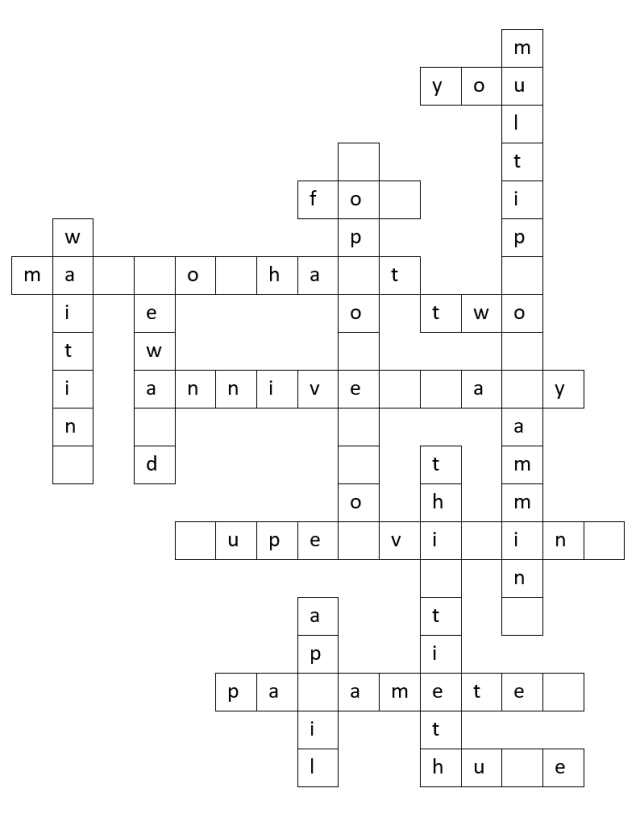 m
y o u
l
t
f o i
w p p
m a o h a t
i e o t w o
t w
i a n n i v e a y
n a
d t m
o h m
u p e v i i n
n
a t
p i
p a a m e t e
i t
l h u e